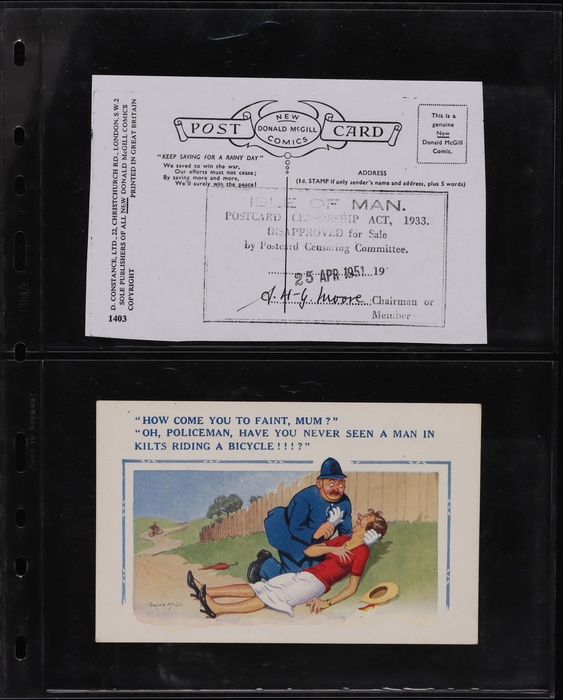 D. CONSTANCE, LTD., 22, CHRISTCHURCH RD., LONDON, S.W.2
SOLE PUBLISHERS OF ALL NEW DONALD McGILL COMICS
COPYRIGHT PRINTED IN GREAT BRITAIN
1403
POST CARD
NEW
DONALD McGILL
COMICS
This is a
genuine
New
Donald McGill
Comic.
"KEEP SAVING FOR A RAINY DAY"
We saved to win the war,
Our efforts must not cease;
By saving more and more,
We'll surely win the peace!
ADDRESS
(1d. STAMP if only sender's name and address, plus 5 words)
ISLE OF MAN.
POSTCARD CENSORSHIP ACT, 1933.
DISAPPROVED for Sale
by Postcard Censoring Committee.
25 APR 1951 19
J. H. G. Moore Chairman or
Member
"HOW COME YOU TO FAINT, MUM?"
"OH, POLICEMAN, HAVE YOU NEVER SEEN A MAN IN
KILTS RIDING A BICYCLE!!!?"
Donald McGill